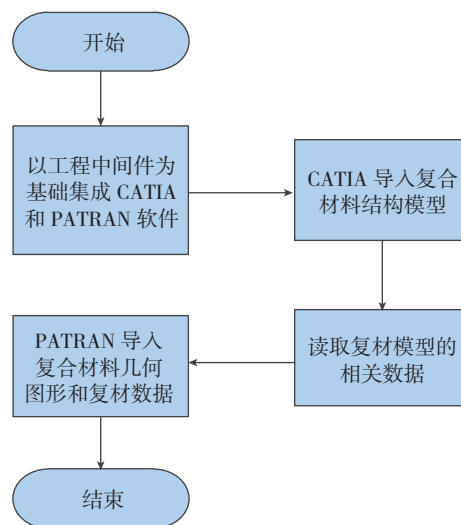 开始
以工程中间件为
基础集成 CATIA
和 PATRAN 软件
CATIA 导入复合
材料结构模型
读取复材模型的
相关数据
PATRAN 导入
复合材料几何
图形和复材数据
结束